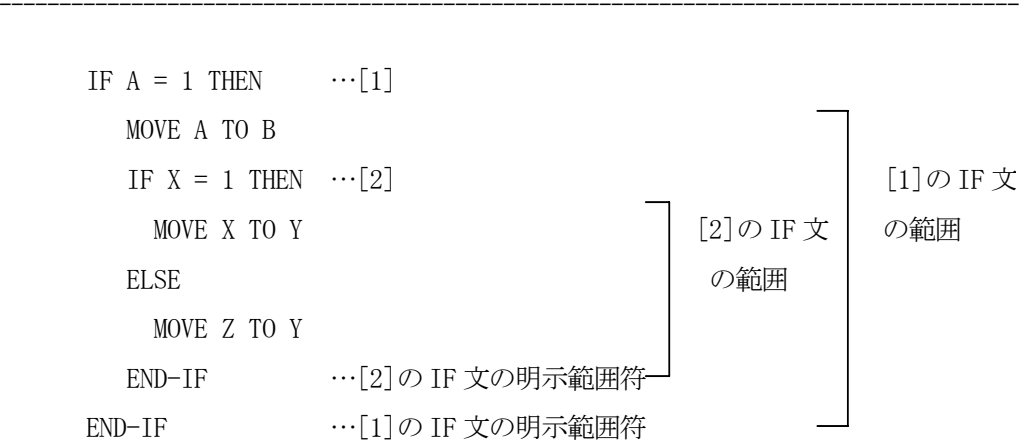 IF A = 1 THEN …[1]
MOVE A TO B
IF X = 1 THEN …[2] [1]の IF 文
MOVE X TO Y [2]の IF 文 の範囲
ELSE の範囲
MOVE Z TO Y
END-IF …[2]の IF 文の明示範囲符
END-IF …[1]の IF 文の明示範囲符